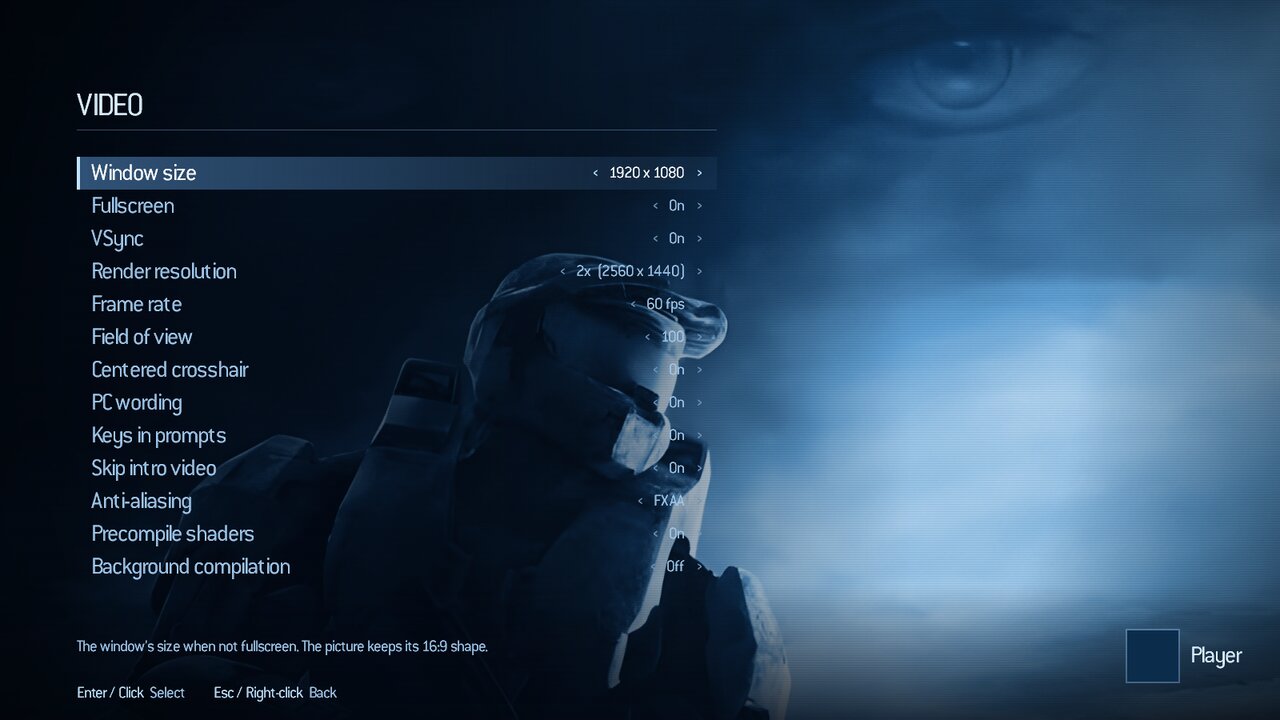 VIDEO
Window size < 1920 x 1080 >
Fullscreen < On >
VSync < On >
Render resolution < 2x (2560 x 1440) >
Frame rate < 60 fps
Field of view < 100 >
Centered crosshair < On >
PC wording < On >
Keys in prompts On >
Skip intro video < On >
Anti-aliasing < FXAA >
Precompile shaders < On >
Background compilation < Off >
The window's size when not fullscreen. The picture keeps its 16:9 shape.
Player
Enter / Click Select Esc / Right-click Back